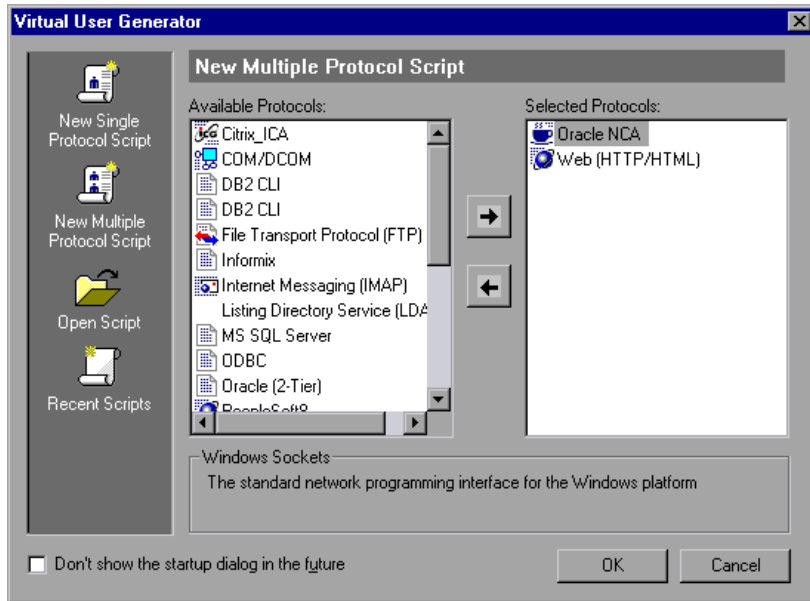 Virtual User Generator
New Single
Protocol Script
New Multiple
Protocol Script
Open Script
Recent Scripts
New Multiple Protocol Script
Available Protocols:
Citrix_ICA
COM/DCOM
DB2 CLI
DB2 CLI
File Transport Protocol (FTP)
Informix
Internet Messaging (IMAP)
Listing Directory Service (LDA
MS SQL Server
ODBC
Oracle (2-Tier)
PeopleSoft8
Selected Protocols:
Oracle NCA
Web (HTTP/HTML)
Windows Sockets
The standard network programming interface for the Windows platform
Don't show the startup dialog in the future
OK
Cancel